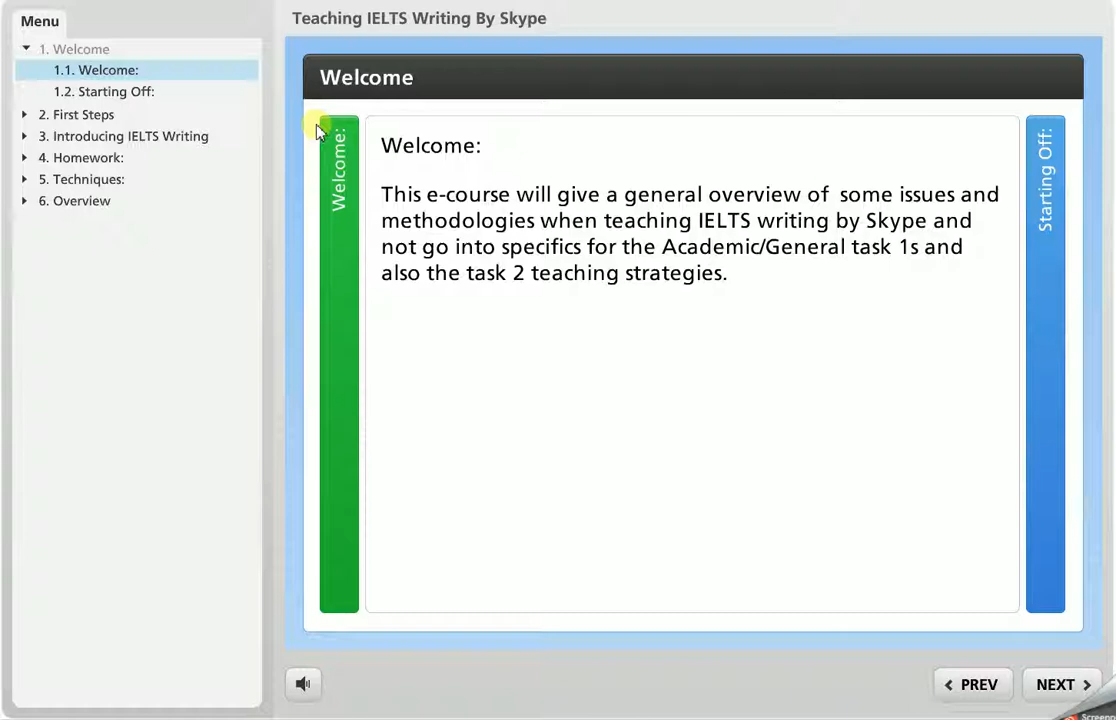 Menu
1. Welcome
1.1. Welcome:
1.2. Starting Off:
2. First Steps
3. Introducing IELTS Writing
4. Homework:
5. Techniques:
6. Overview
Teaching IELTS Writing By Skype
Welcome
Welcome:
Welcome:
This e-course will give a general overview of  some issues and
methodologies when teaching IELTS writing by Skype and
not go into specifics for the Academic/General task 1s and
also the task 2 teaching strategies.
Starting Off:
PREV
NEXT